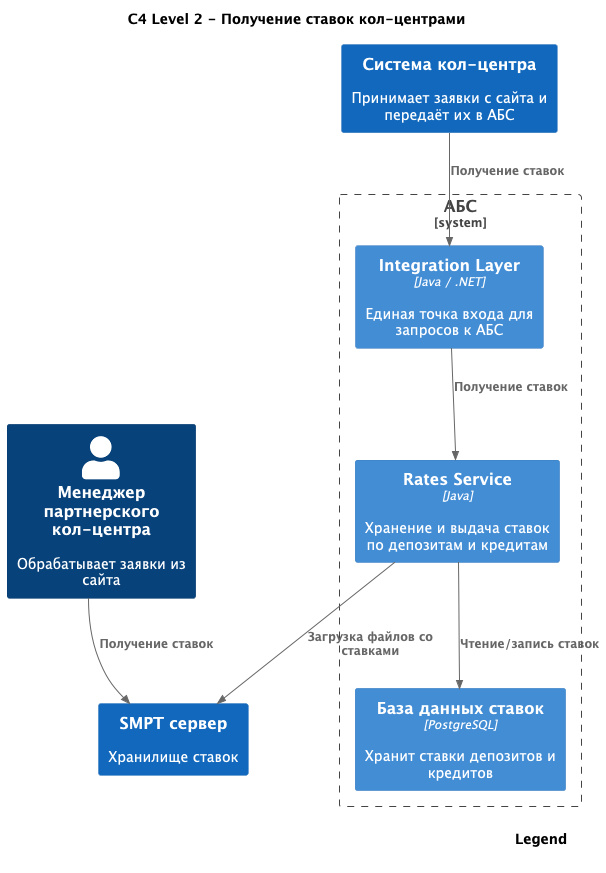 C4 Level 2 - Получение ставок кол-центрами
Система кол-центра
Принимает заявки с сайта и
передаёт их в АБС
Получение ставок
АБС
[system]
Integration Layer
[Java / .NET]
Единая точка входа для
запросов к АБС
Получение ставок
Rates Service
[Java]
Хранение и выдача ставок
по депозитам и кредитам
Менеджер
партнерского
кол-центра
Обрабатывает заявки из
сайта
Получение ставок
Загрузка файлов со
ставками
Чтение/запись ставок
SMPT сервер
Хранилище ставок
База данных ставок
[PostgreSQL]
Хранит ставки депозитов и
кредитов
Legend